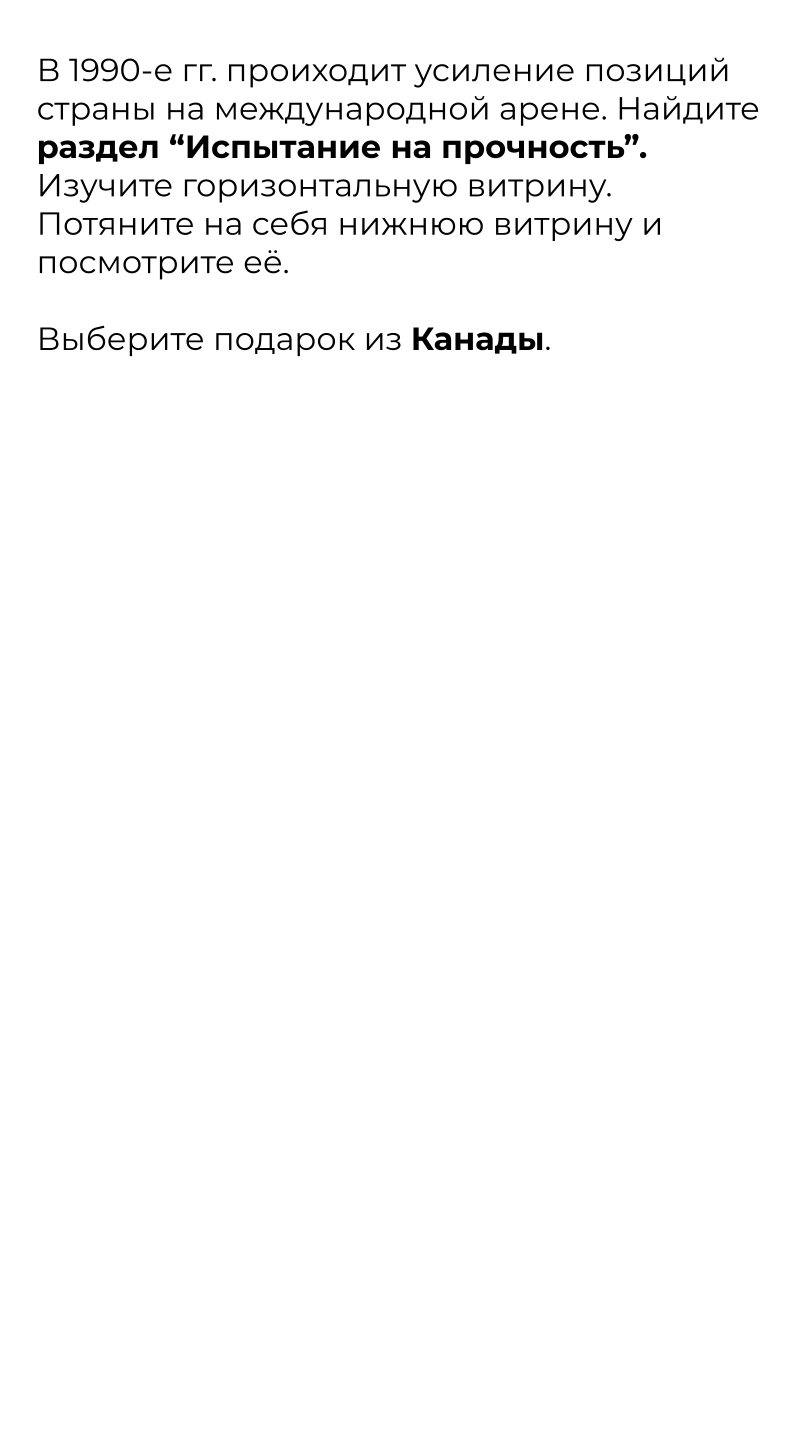 В 1990-е гг. проиходит усиление позиций
страны на международной арене. Найдите
раздел “Испытание на прочность”.
Изучите горизонтальную витрину.
Потяните на себя нижнюю витрину и
посмотрите её.
Выберите подарок из Канады.